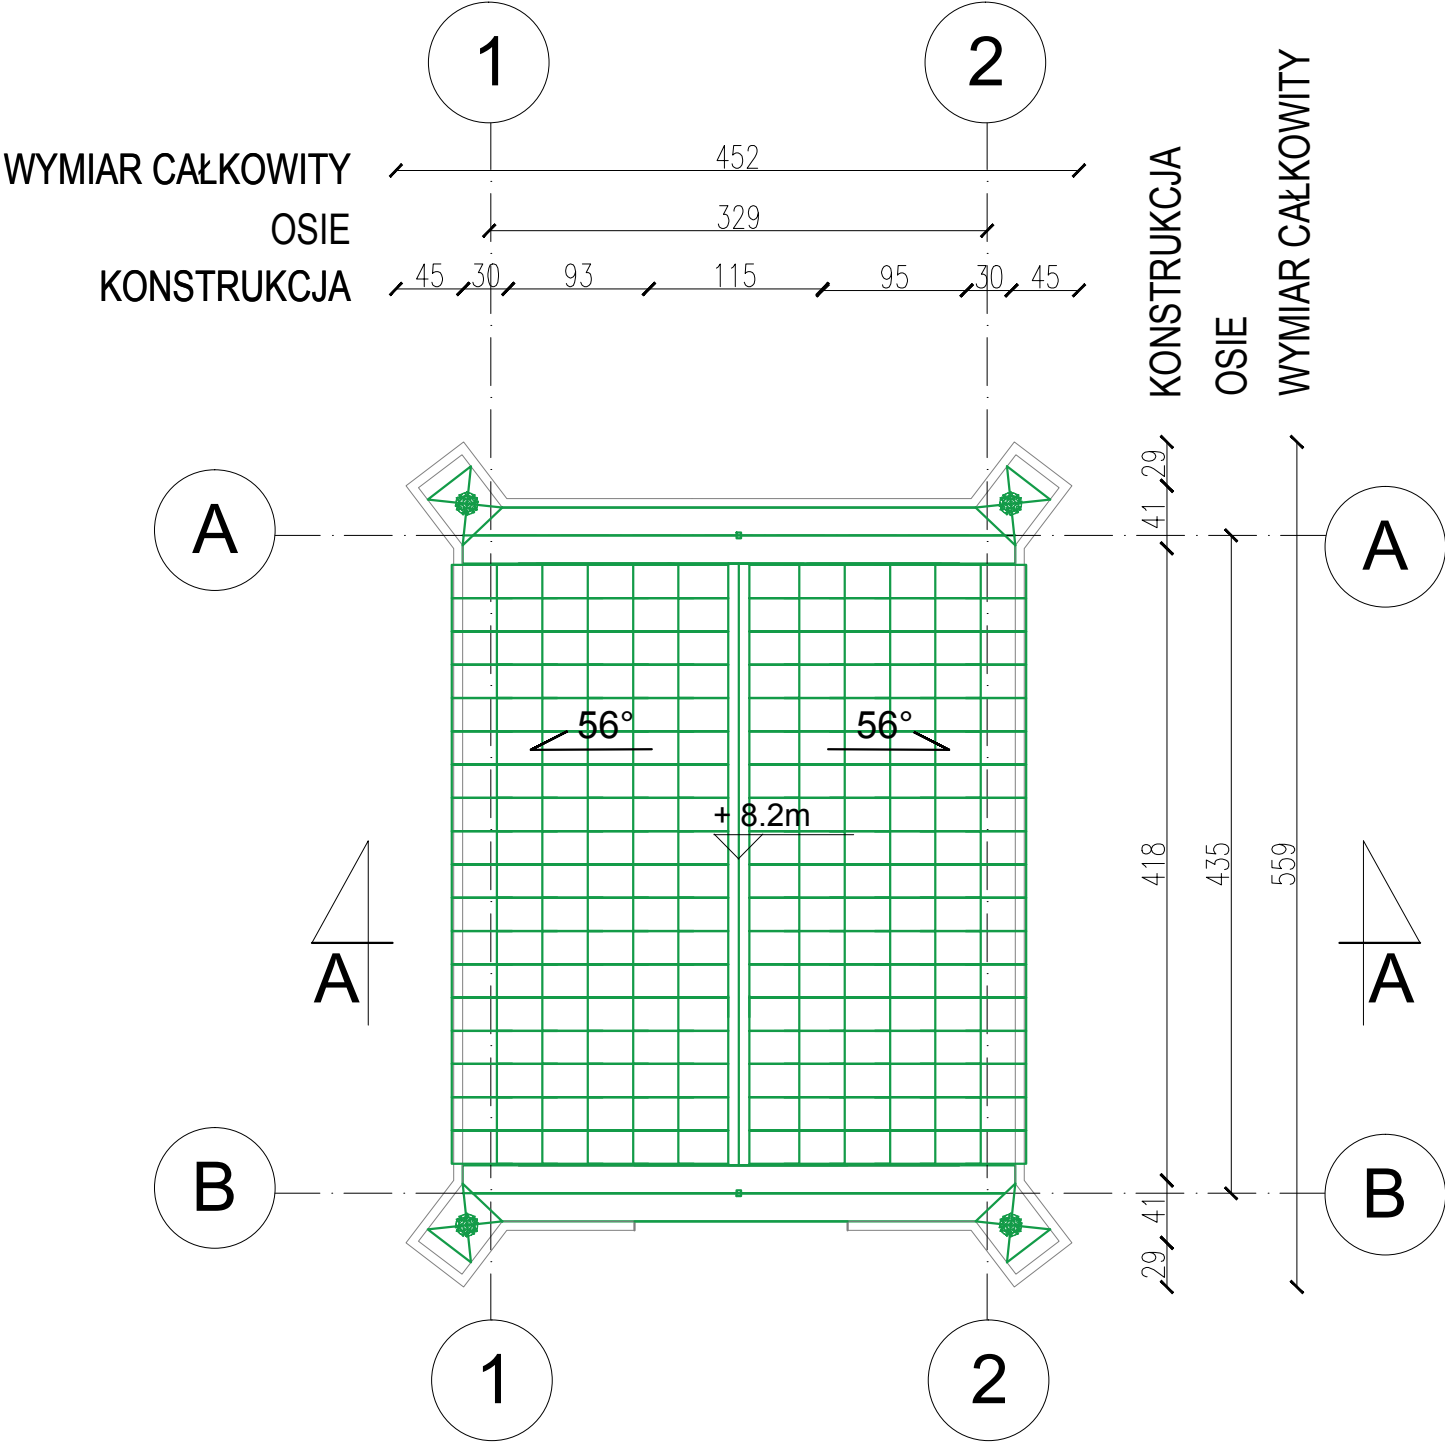 1 2
WYMIAR CAŁKOWITY 452
OSIE 329
KONSTRUKCJA 45 30 93 115 95 30 45
KONSTRUKCJA
OSIE
WYMIAR CAŁKOWITY
29 41 418 41 29
435
559
A A
56° 56°
+ 8.2m
A A
B B
1 2